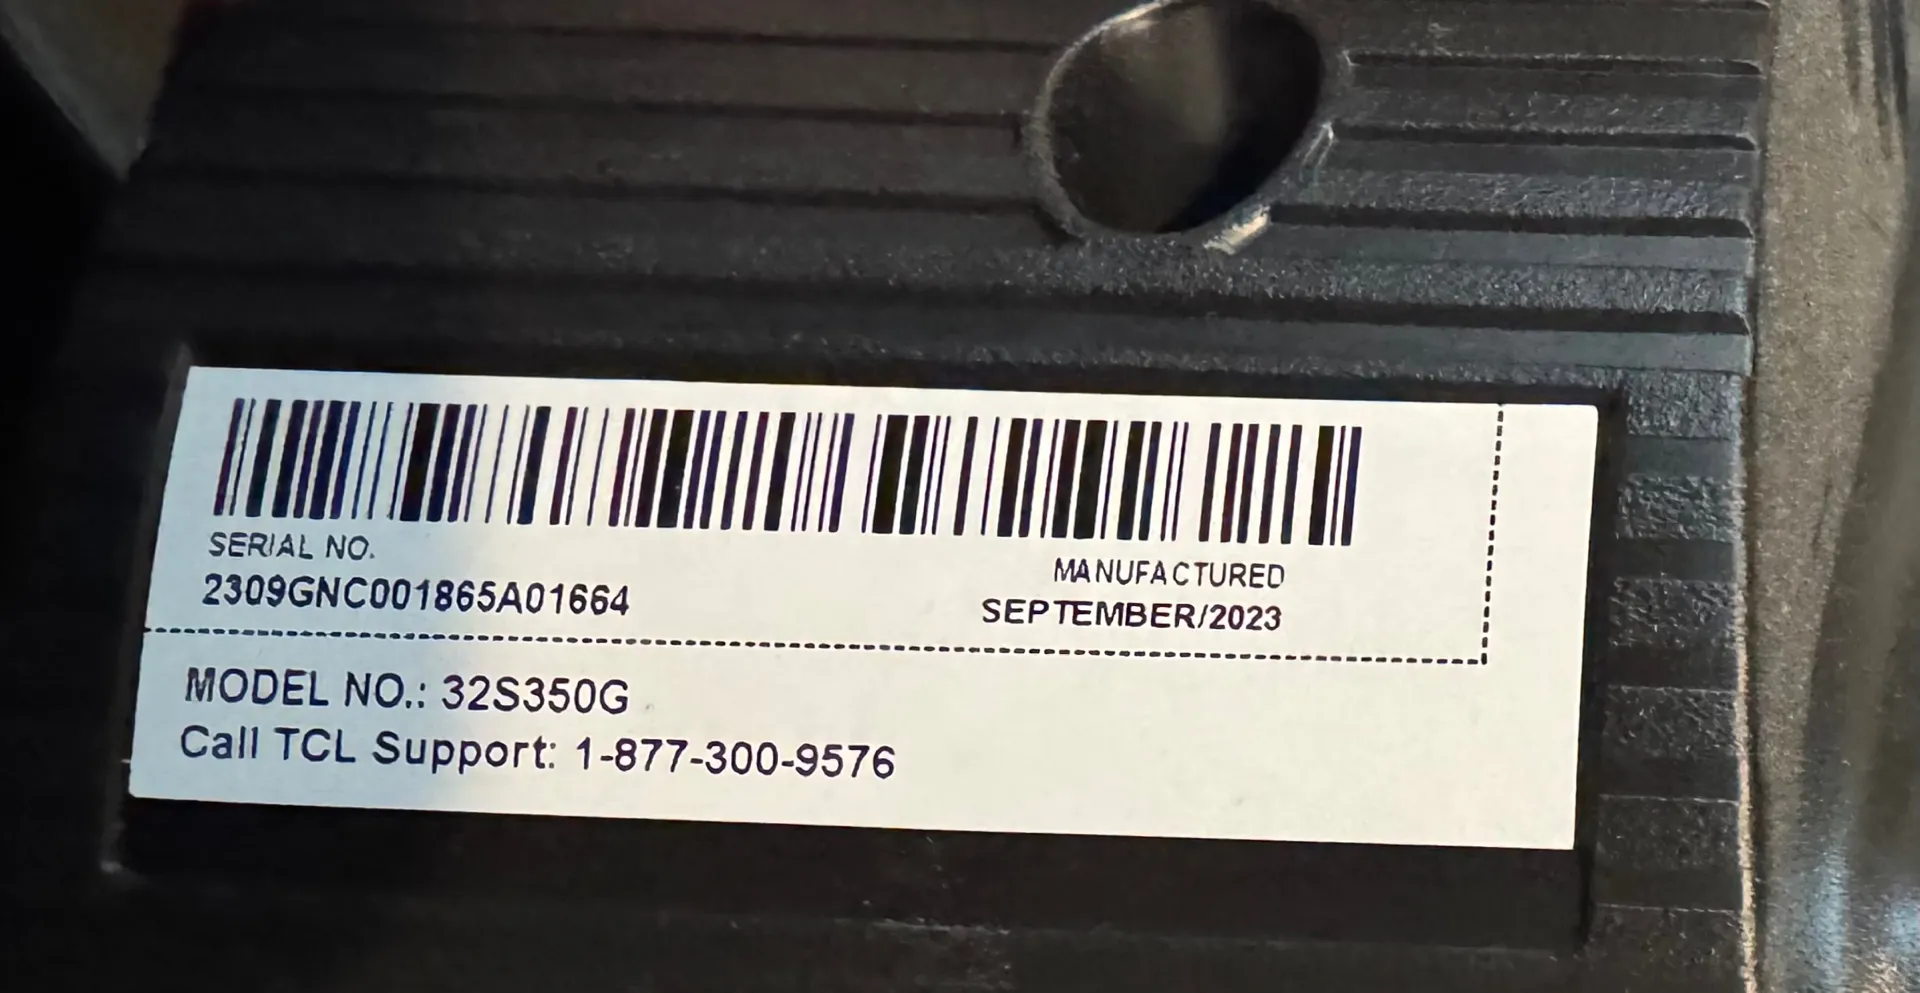 SERIAL NO.
2309GNC001865A01664
MANUFACTURED
SEPTEMBER/2023
MODEL NO.: 32S350G
Call TCL Support: 1-877-300-9576